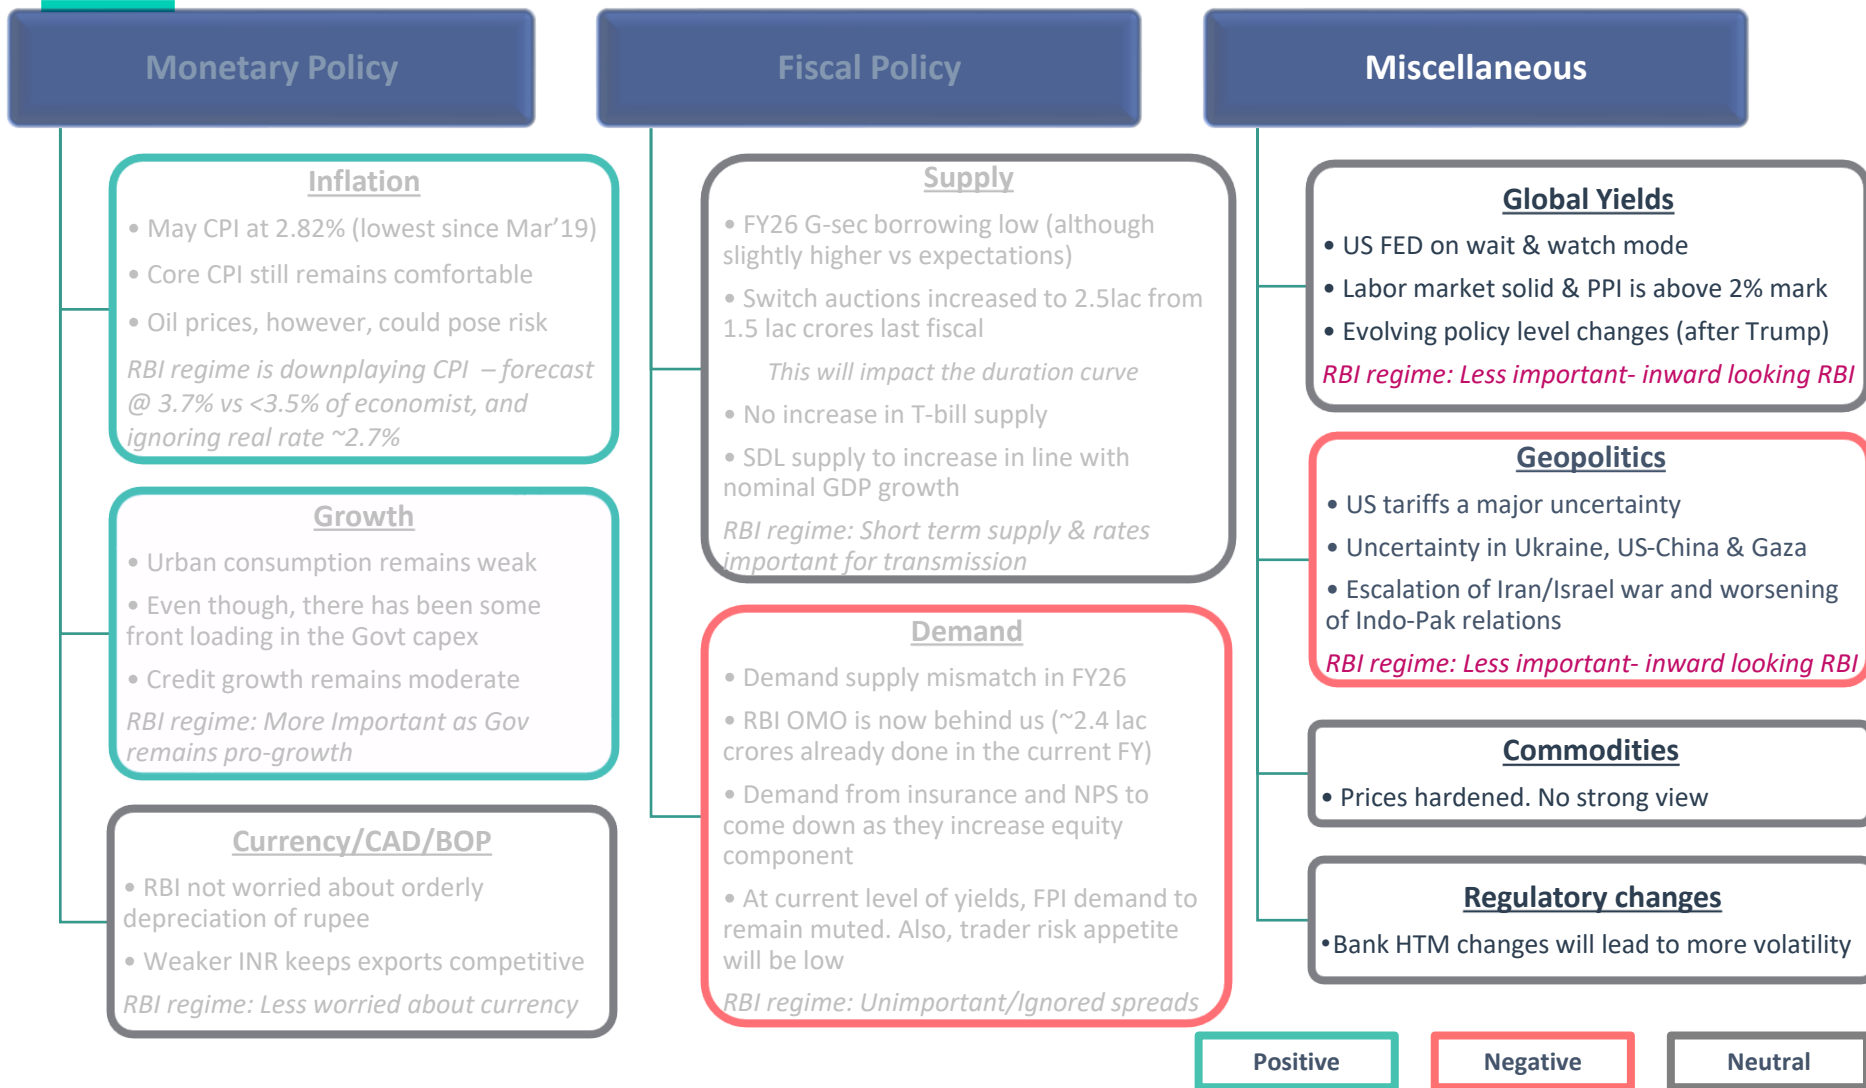 Monetary Policy
Inflation
• May CPI at 2.82% (lowest since Mar’19)
• Core CPI still remains comfortable
• Oil prices, however, could pose risk
RBI regime is downplaying CPI – forecast
@ 3.7% vs <3.5% of economist, and
ignoring real rate ~2.7%
Growth
• Urban consumption remains weak
• Even though, there has been some
front loading in the Govt capex
• Credit growth remains moderate
RBI regime: More Important as Gov
remains pro-growth
Currency/CAD/BOP
• RBI not worried about orderly
depreciation of rupee
• Weaker INR keeps exports competitive
RBI regime: Less worried about currency
Fiscal Policy
Supply
• FY26 G-sec borrowing low (although
slightly higher vs expectations)
• Switch auctions increased to 2.5lac from
1.5 lac crores last fiscal
This will impact the duration curve
• No increase in T-bill supply
• SDL supply to increase in line with
nominal GDP growth
RBI regime: Short term supply & rates
important for transmission
Demand
• Demand supply mismatch in FY26
• RBI OMO is now behind us (~2.4 lac
crores already done in the current FY)
• Demand from insurance and NPS to
come down as they increase equity
component
• At current level of yields, FPI demand to
remain muted. Also, trader risk appetite
will be low
RBI regime: Unimportant/Ignored spreads
Miscellaneous
Global Yields
• US FED on wait & watch mode
• Labor market solid & PPI is above 2% mark
• Evolving policy level changes (after Trump)
RBI regime: Less important- inward looking RBI
Geopolitics
• US tariffs a major uncertainty
• Uncertainty in Ukraine, US-China & Gaza
• Escalation of Iran/Israel war and worsening
of Indo-Pak relations
RBI regime: Less important- inward looking RBI
Commodities
• Prices hardened. No strong view
Regulatory changes
•Bank HTM changes will lead to more volatility
Positive
Negative
Neutral